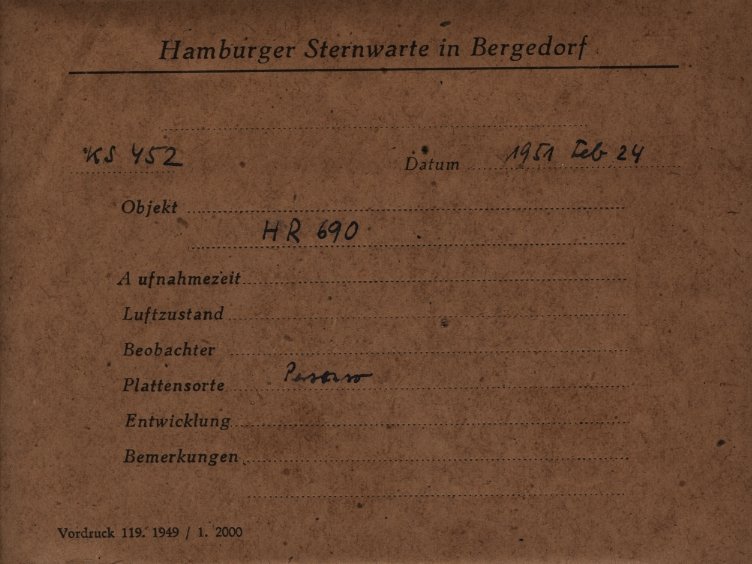 Hamburger Sternwarte in Bergedorf
KS 452 Datum 1951 Feb 24
Objekt
HR 690
Aufnahmezeit
Luftzustand
Beobachter
Plattensorte
Entwicklung
Bemerkungen
Vordruck 119. 1949 / 1. 2000